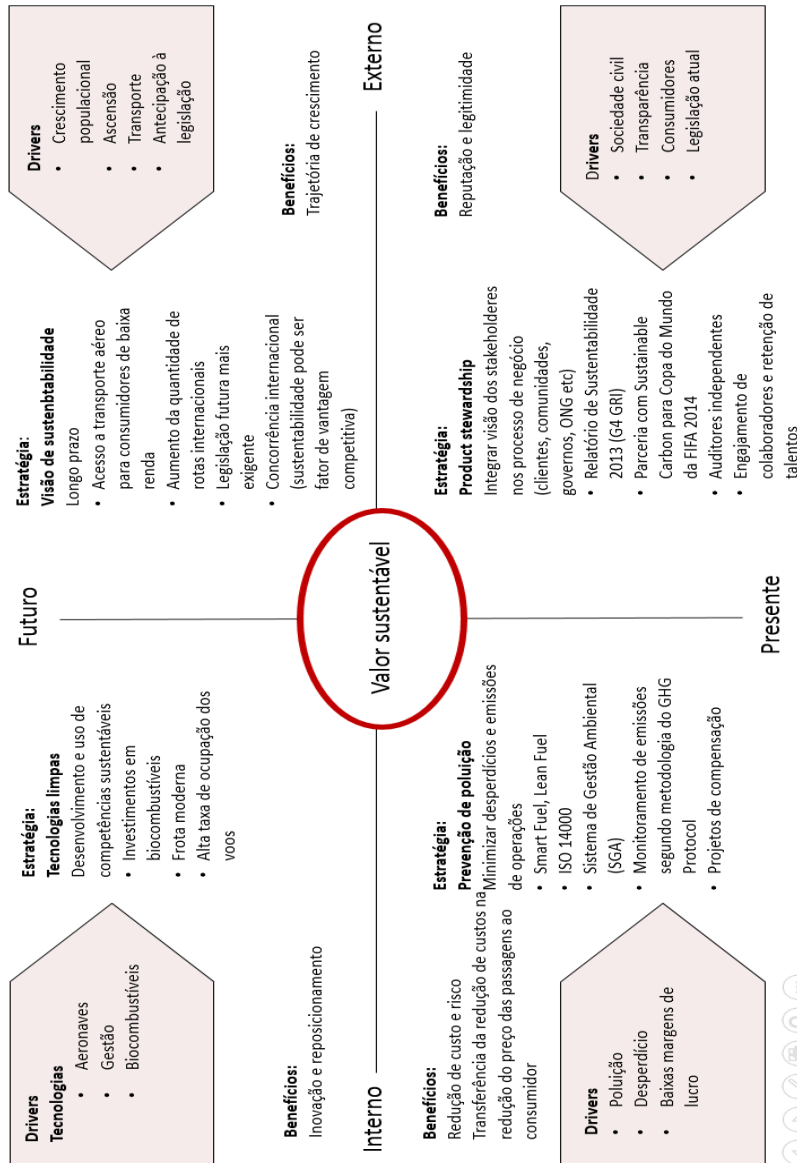 Drivers
Tecnologias
• Aeronaves
• Gestão
• Biocombustíveis
Estratégia:
Tecnologias limpas
Desenvolvimento e uso de
competências sustentáveis
• Investimentos em
biocombustíveis
• Frota moderna
• Alta taxa de ocupação dos
voos
Futuro
Estratégia:
Visão de sustenbtabilidade
Longo prazo
• Acesso a transporte aéreo
para consumidores de baixa
renda
• Aumento da quantidade de
rotas internacionais
• Legislação futura mais
exigente
• Concorrência internacional
(sustentabilidade pode ser
fator de vantagem
competitiva)
Drivers
• Crescimento
populacional
• Ascensão
• Transporte
• Antecipação à
legislação
Benefícios:
Inovação e reposicionamento
Benefícios:
Trajetória de crescimento
Interno
Valor sustentável
Externo
Benefícios:
Redução de custo e risco
Transferência da redução de custos na
redução do preço das passagens ao
consumidor
Estratégia:
Prevenção de poluição
Minimizar desperdícios e emissões
de operações
• Smart Fuel, Lean Fuel
• ISO 14000
• Sistema de Gestão Ambiental
(SGA)
• Monitoramento de emissões
segundo metodologia do GHG
Protocol
• Projetos de compensação
Estratégia:
Product stewardship
Integrar visão dos stakeholderes
nos processo de negócio
(clientes, comunidades,
governos, ONG etc)
• Relatório de Sustentabilidade
2013 (G4 GRI)
• Parceria com Sustainable
Carbon para Copa do Mundo
da FIFA 2014
• Auditores independentes
• Engajamento de
colaboradores e retenção de
talentos
Benefícios:
Reputação e legitimidade
Drivers
• Poluição
• Desperdício
• Baixas margens de
lucro
Presente
Drivers
• Sociedade civil
• Transparência
• Consumidores
• Legislação atual